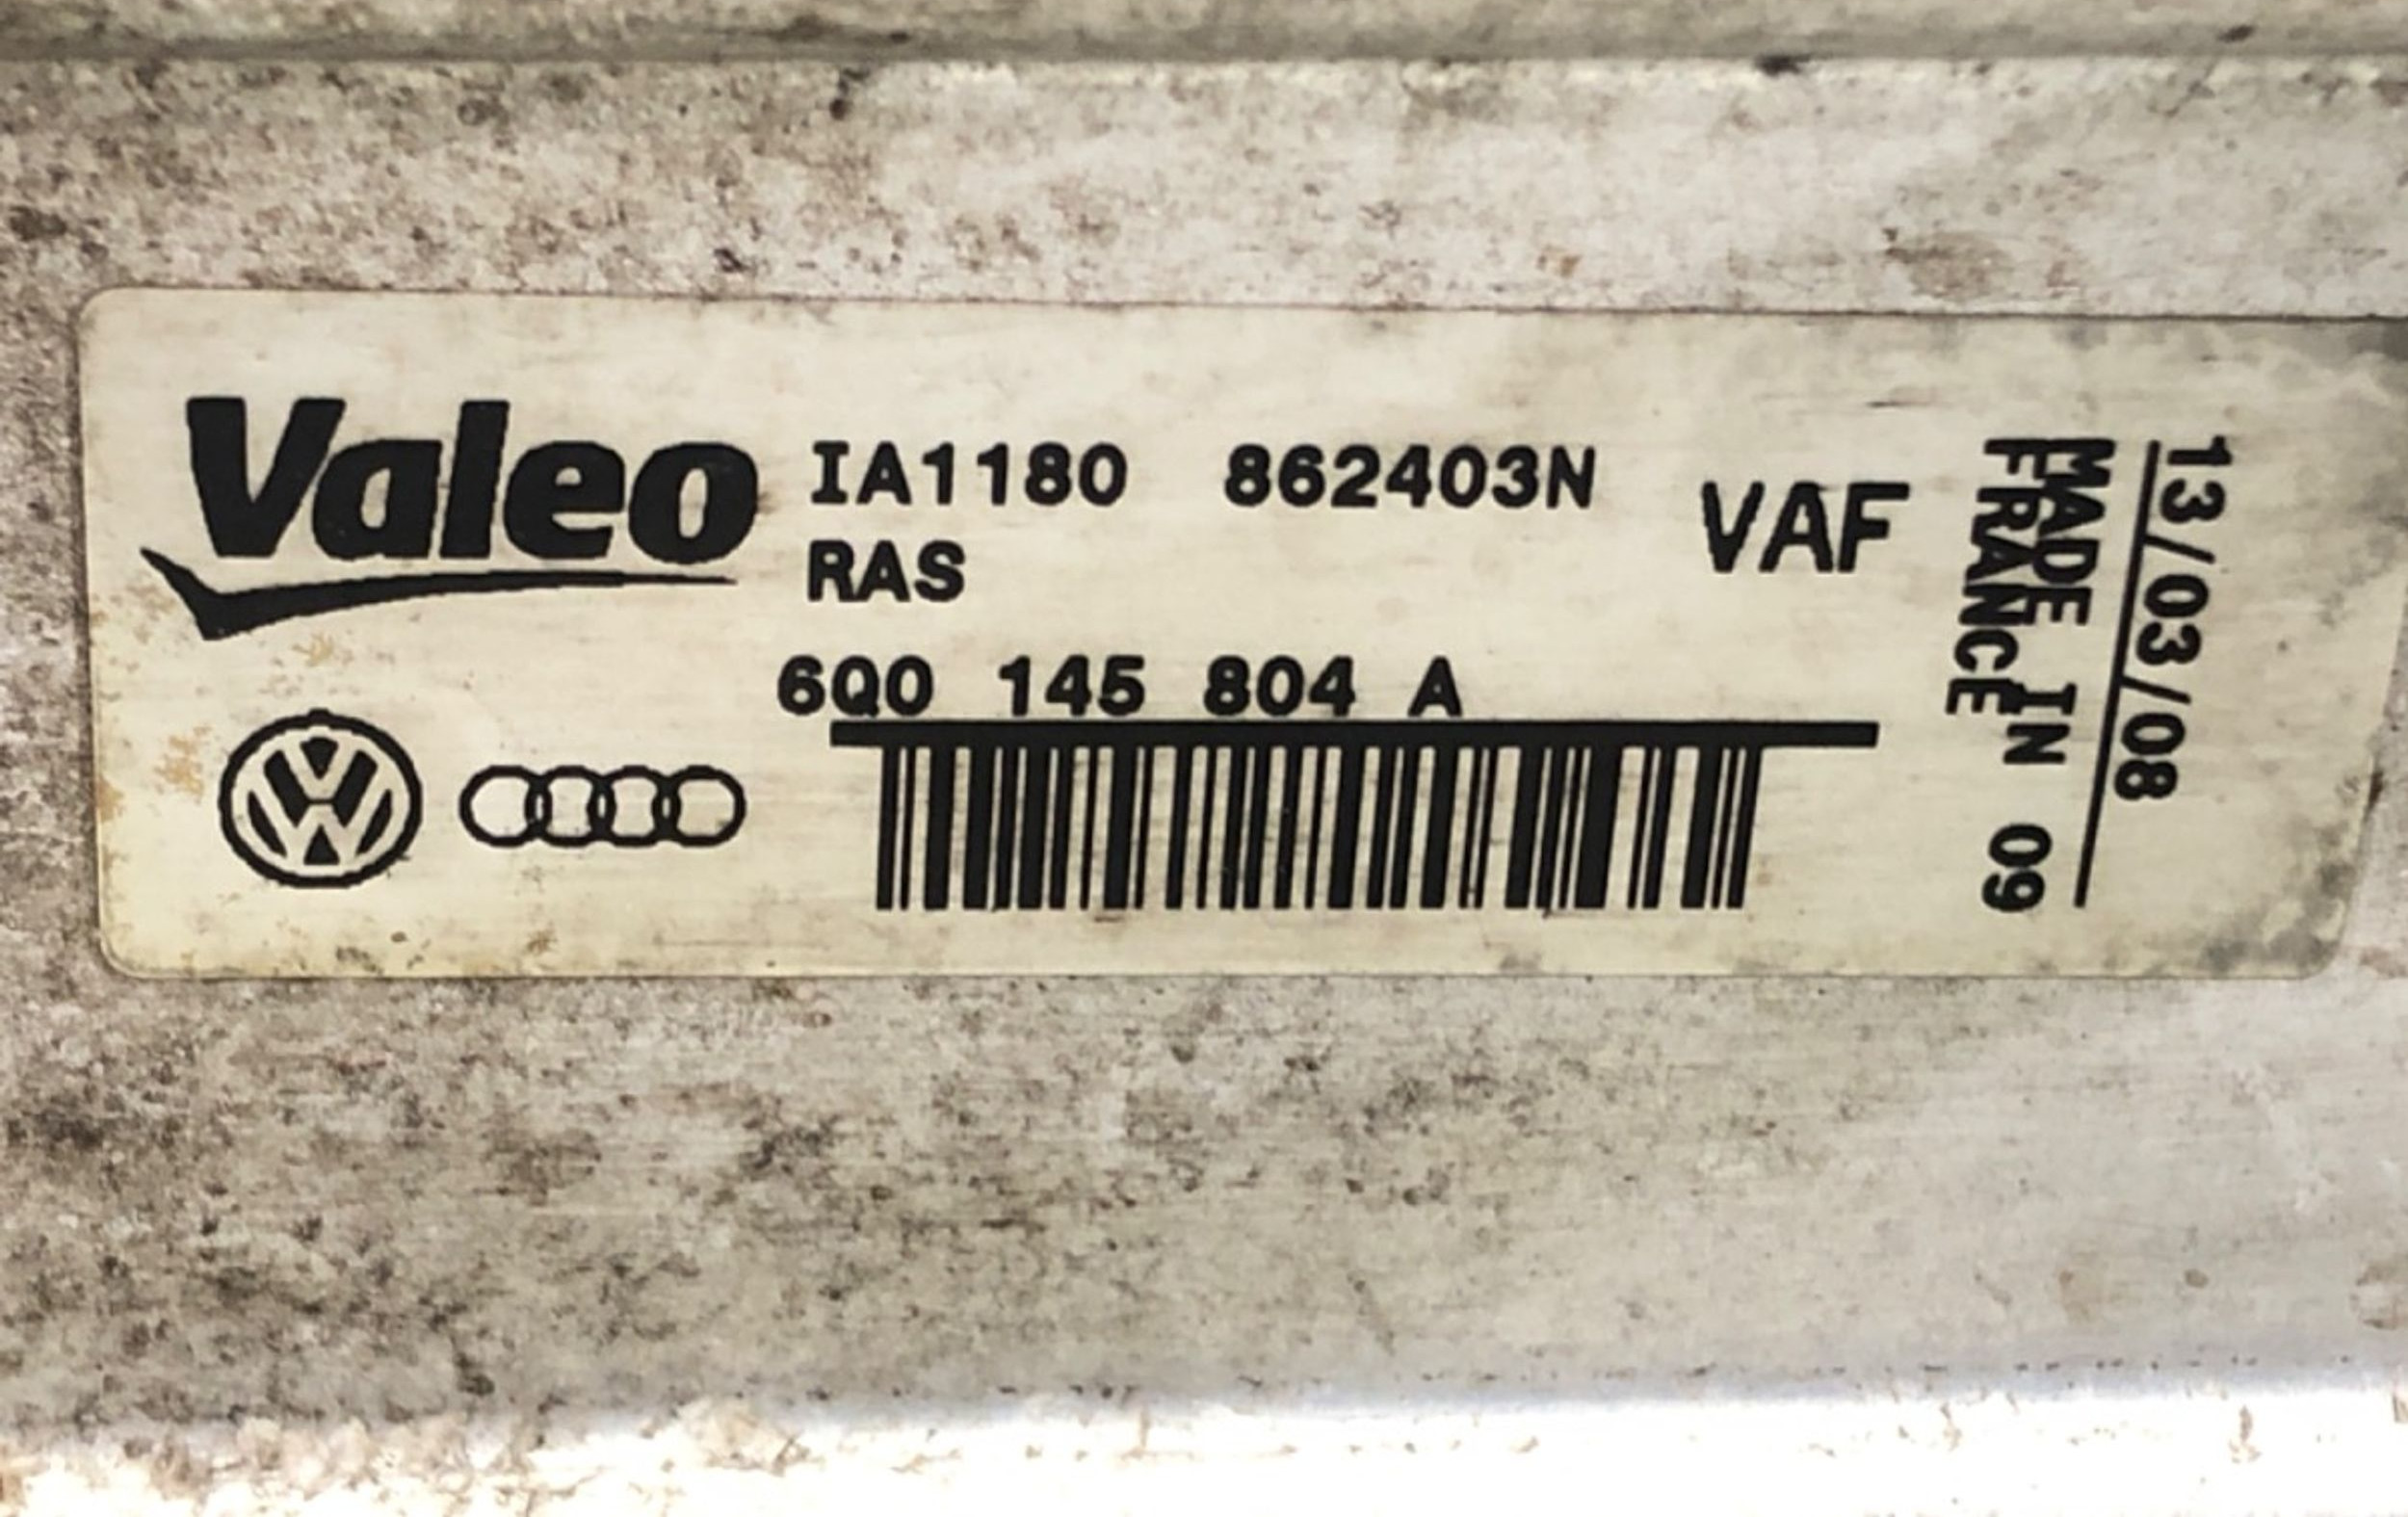 Valeo
IA1180 862403N
RAS
VAF
6Q0 145 804 A
13/03/08
MADE IN 09
FRANCE